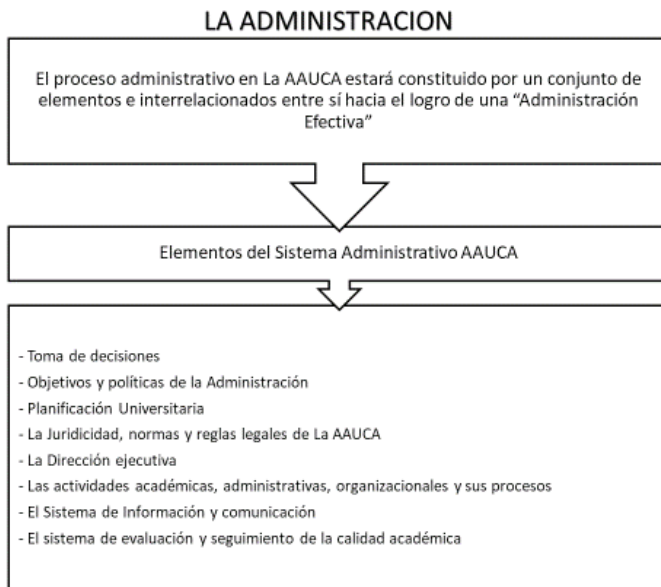 LA ADMINISTRACION
El proceso administrativo en La AAUCA estará constituido por un conjunto de
elementos e interrelacionados entre sí hacia el logro de una “Administración
Efectiva”
Elementos del Sistema Administrativo AAUCA
- Toma de decisiones
- Objetivos y políticas de la Administración
- Planificación Universitaria
- La Juridicidad, normas y reglas legales de La AAUCA
- La Dirección ejecutiva
- Las actividades académicas, administrativas, organizacionales y sus procesos
- El Sistema de Información y comunicación
- El sistema de evaluación y seguimiento de la calidad académica